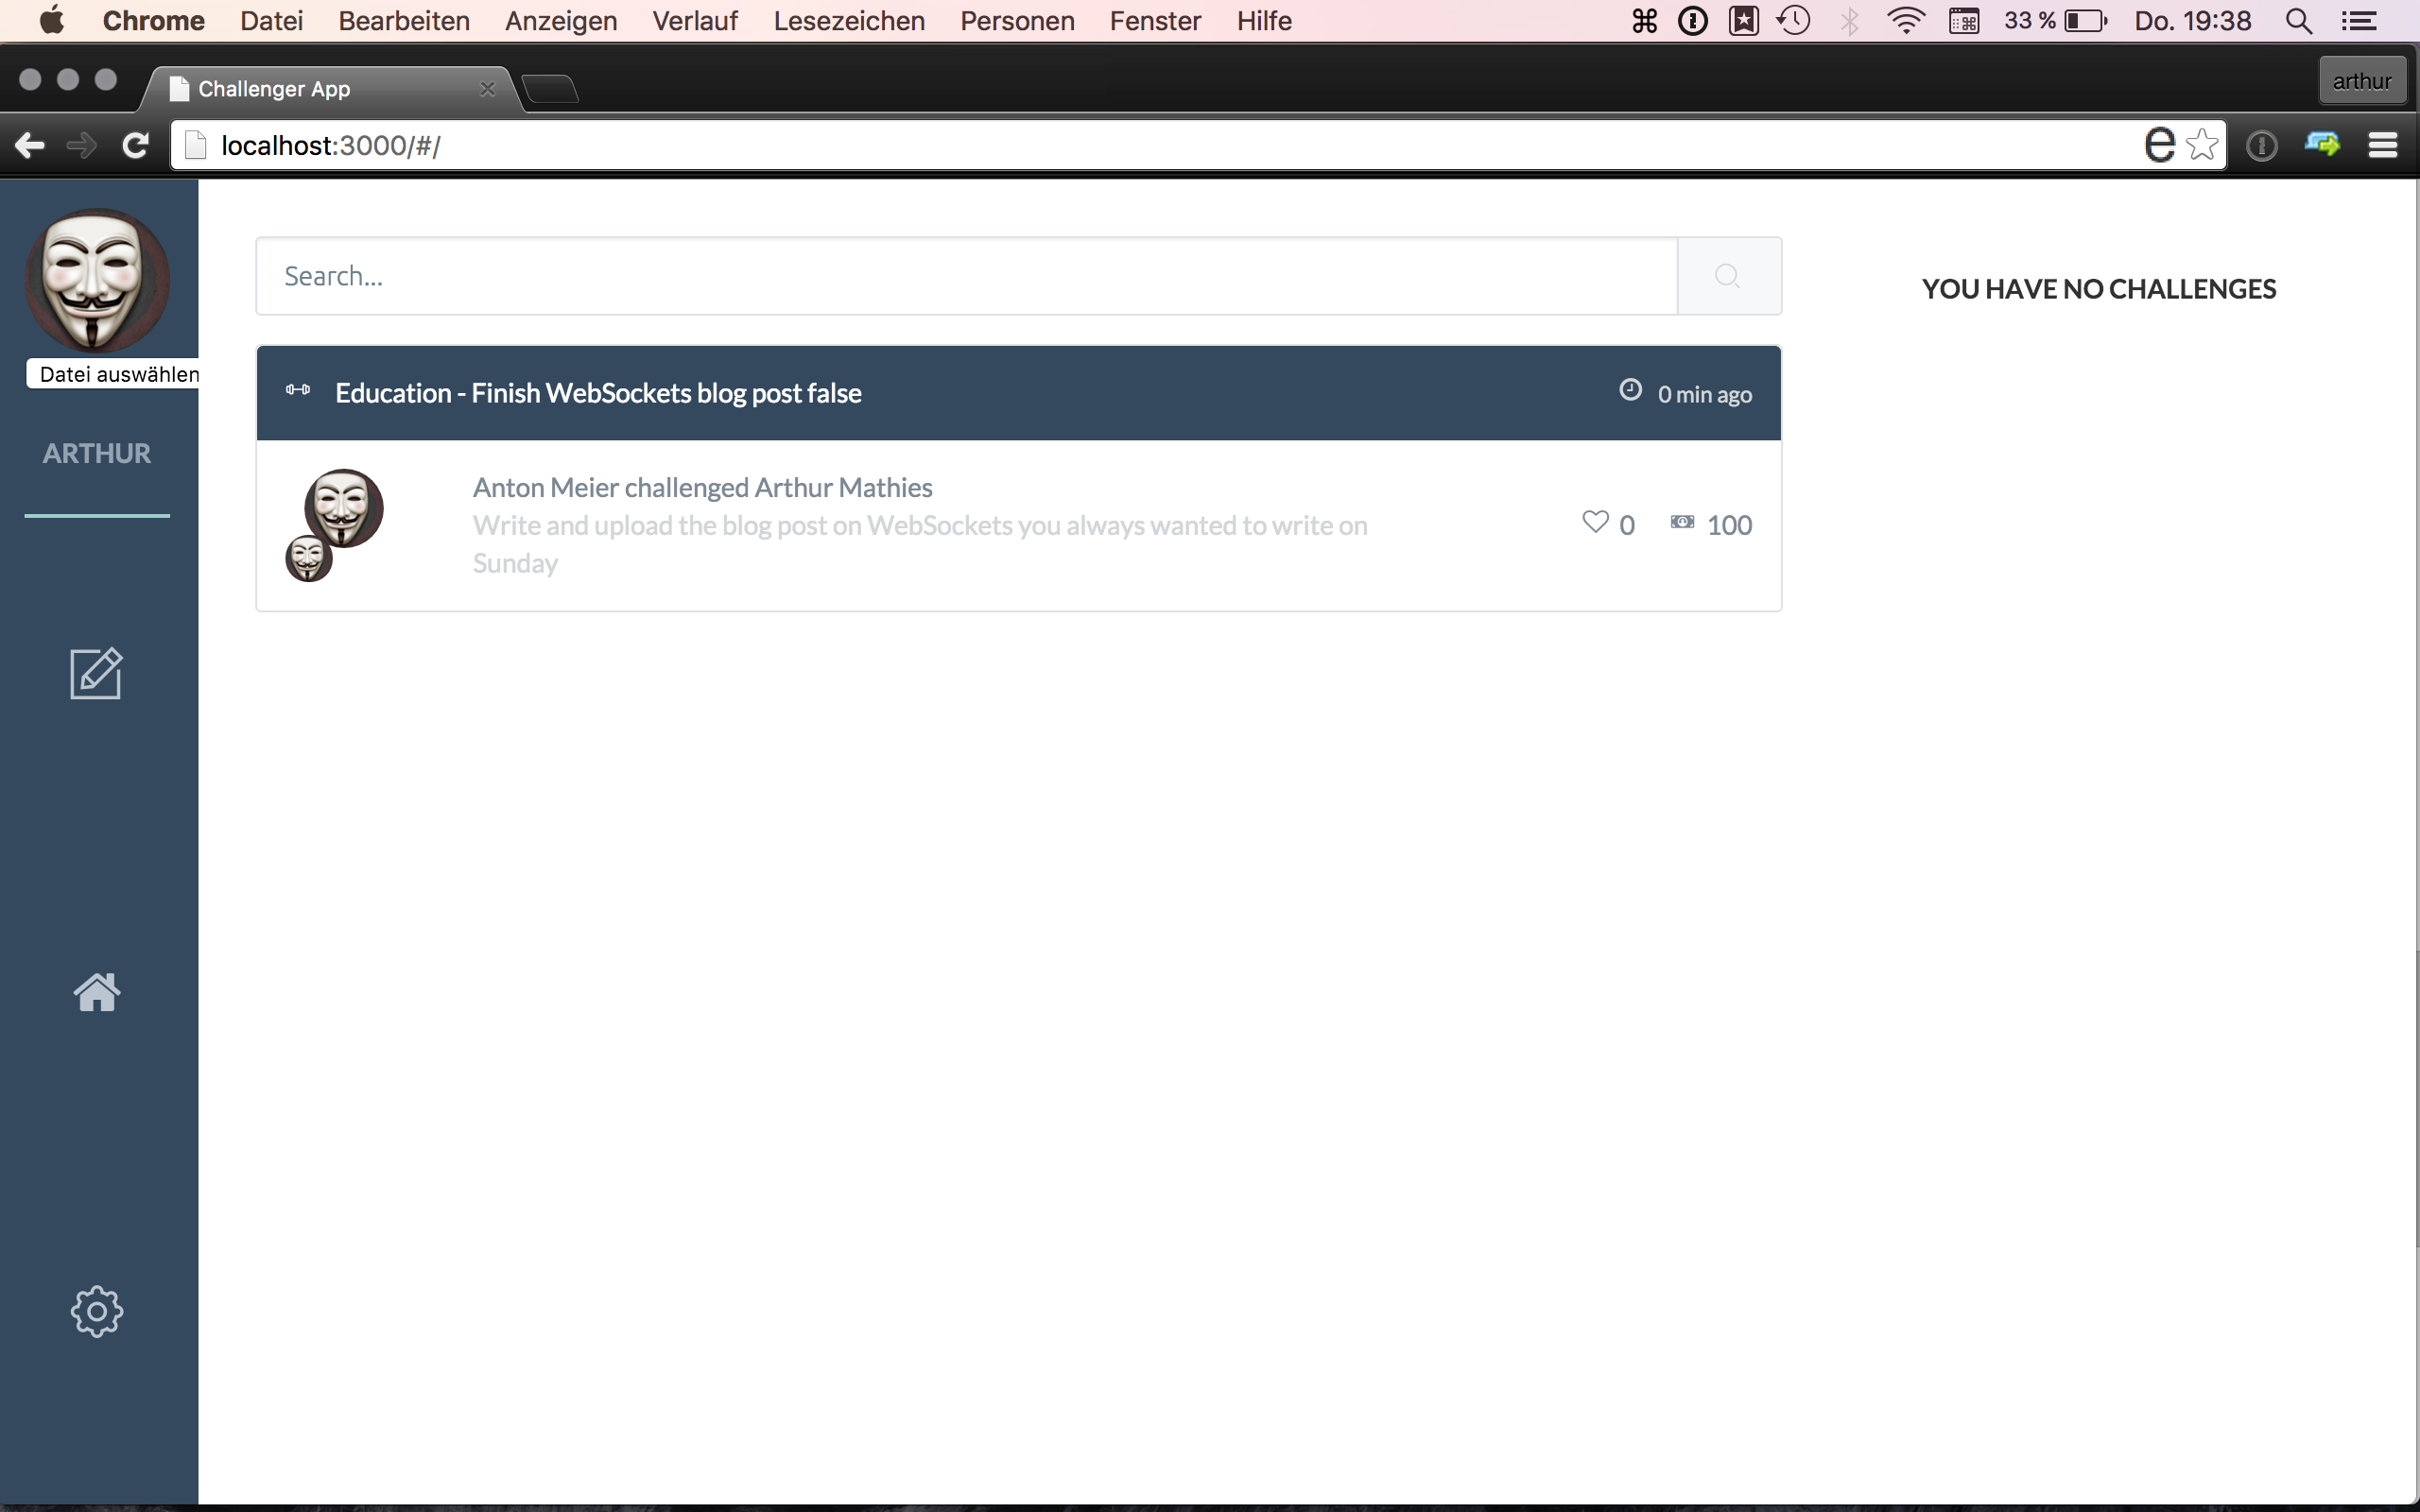 Chrome Datei Bearbeiten Anzeigen Verlauf Lesezeichen Personen Fenster Hilfe 33 % Do. 19:38
Challenger App arthur
localhost:3000/#/
Search...
YOU HAVE NO CHALLENGES
Datei auswählen
Education - Finish WebSockets blog post false 0 min ago
ARTHUR
Anton Meier challenged Arthur Mathies
Write and upload the blog post on WebSockets you always wanted to write on
Sunday
0 100